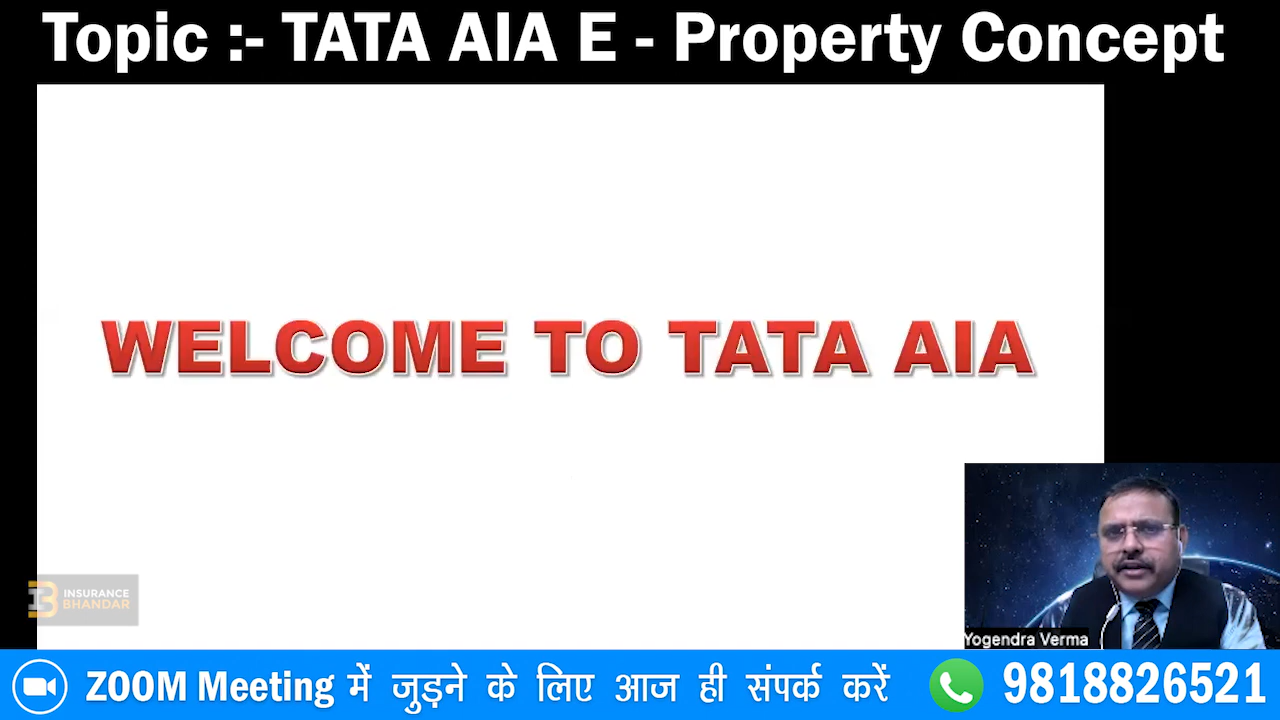 Topic :- TATA AIA E - Property Concept
WELCOME TO TATA AIA
INSURANCE
BHANDAR
Yogendra Verma
ZOOM Meeting में जुड़ने के लिए आज ही संपर्क करें 9818826521